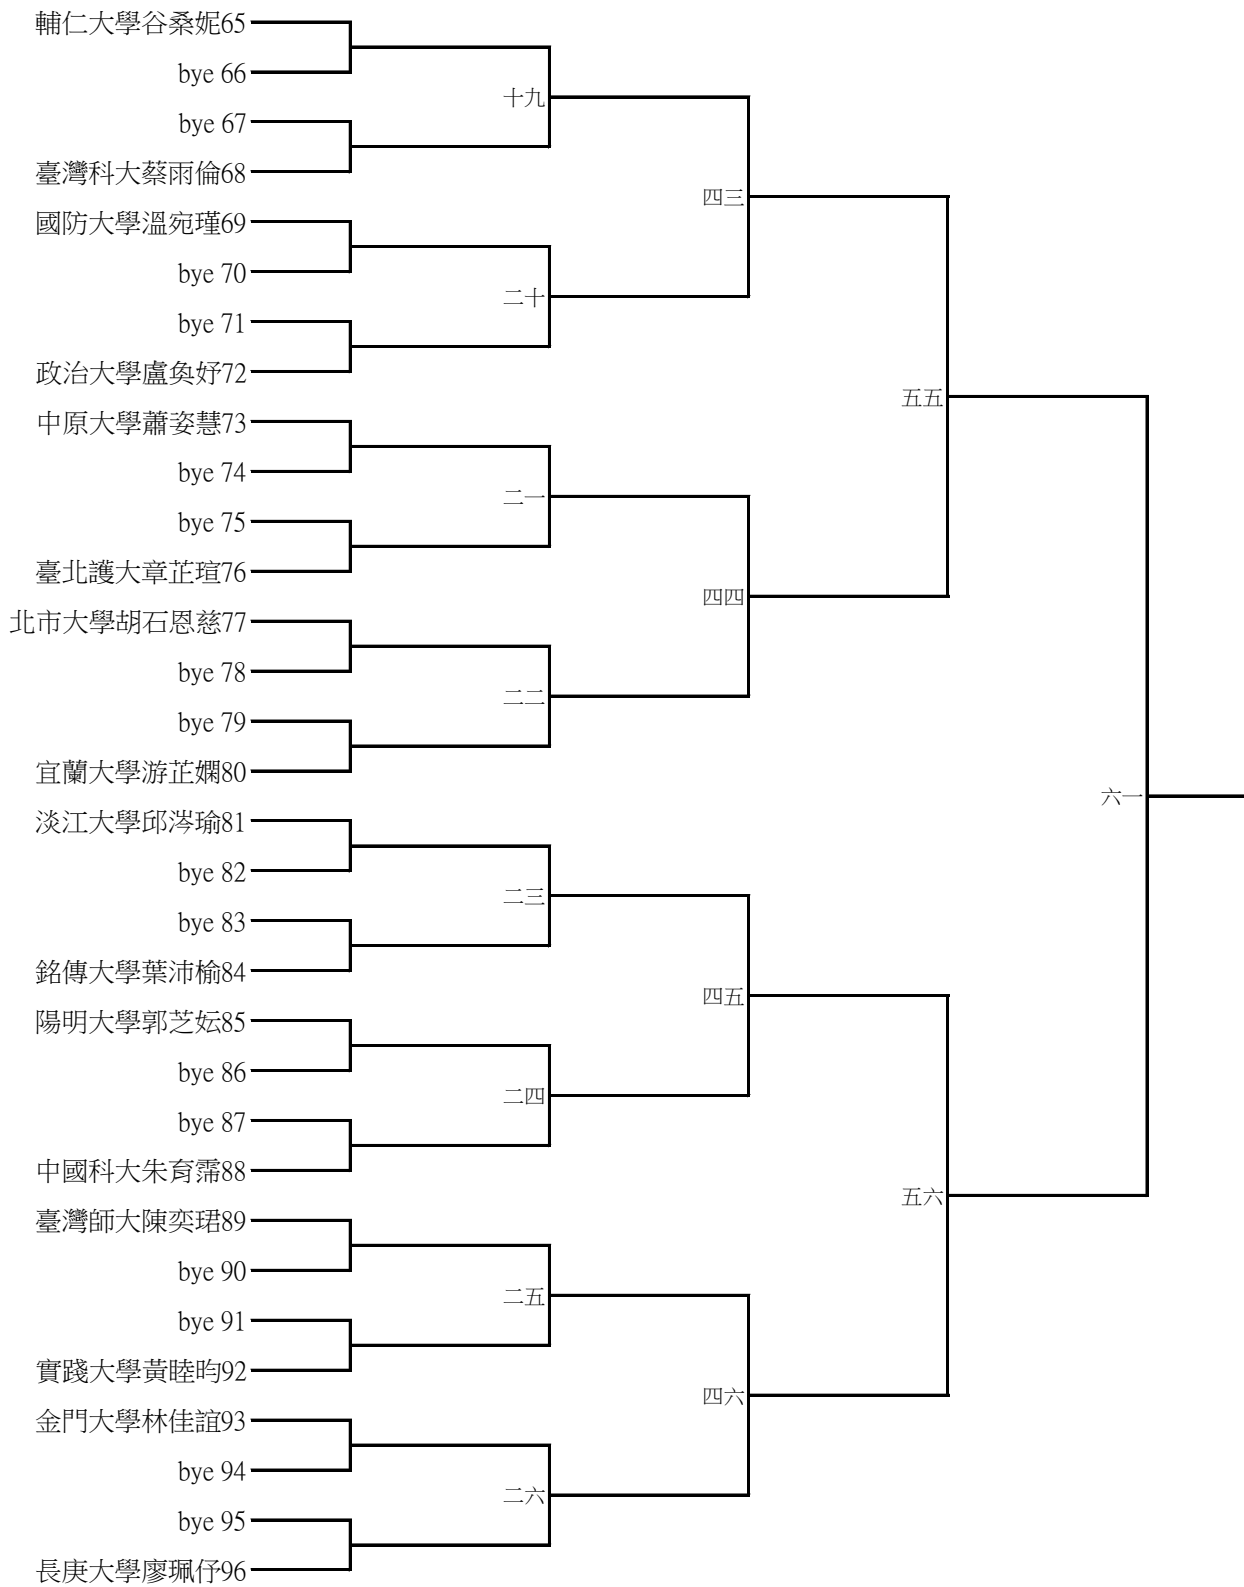 輔仁大學谷桑妮65
bye 66
十九
bye 67
臺灣科大蔡雨倫68
四三
國防大學溫宛瑾69
bye 70
二十
bye 71
政治大學盧奐妤72
五五
中原大學蕭姿慧73
bye 74
二一
bye 75
臺北護大章芷瑄76
四四
北市大學胡石恩慈77
bye 78
二二
bye 79
宜蘭大學游芷嫻80
六一
淡江大學邱涔瑜81
bye 82
二三
bye 83
銘傳大學葉沛榆84
四五
陽明大學郭芝妘85
bye 86
二四
bye 87
中國科大朱育霈88
五六
臺灣師大陳奕珺89
bye 90
二五
bye 91
實踐大學黃睦昀92
四六
金門大學林佳誼93
bye 94
二六
bye 95
長庚大學廖珮伃96